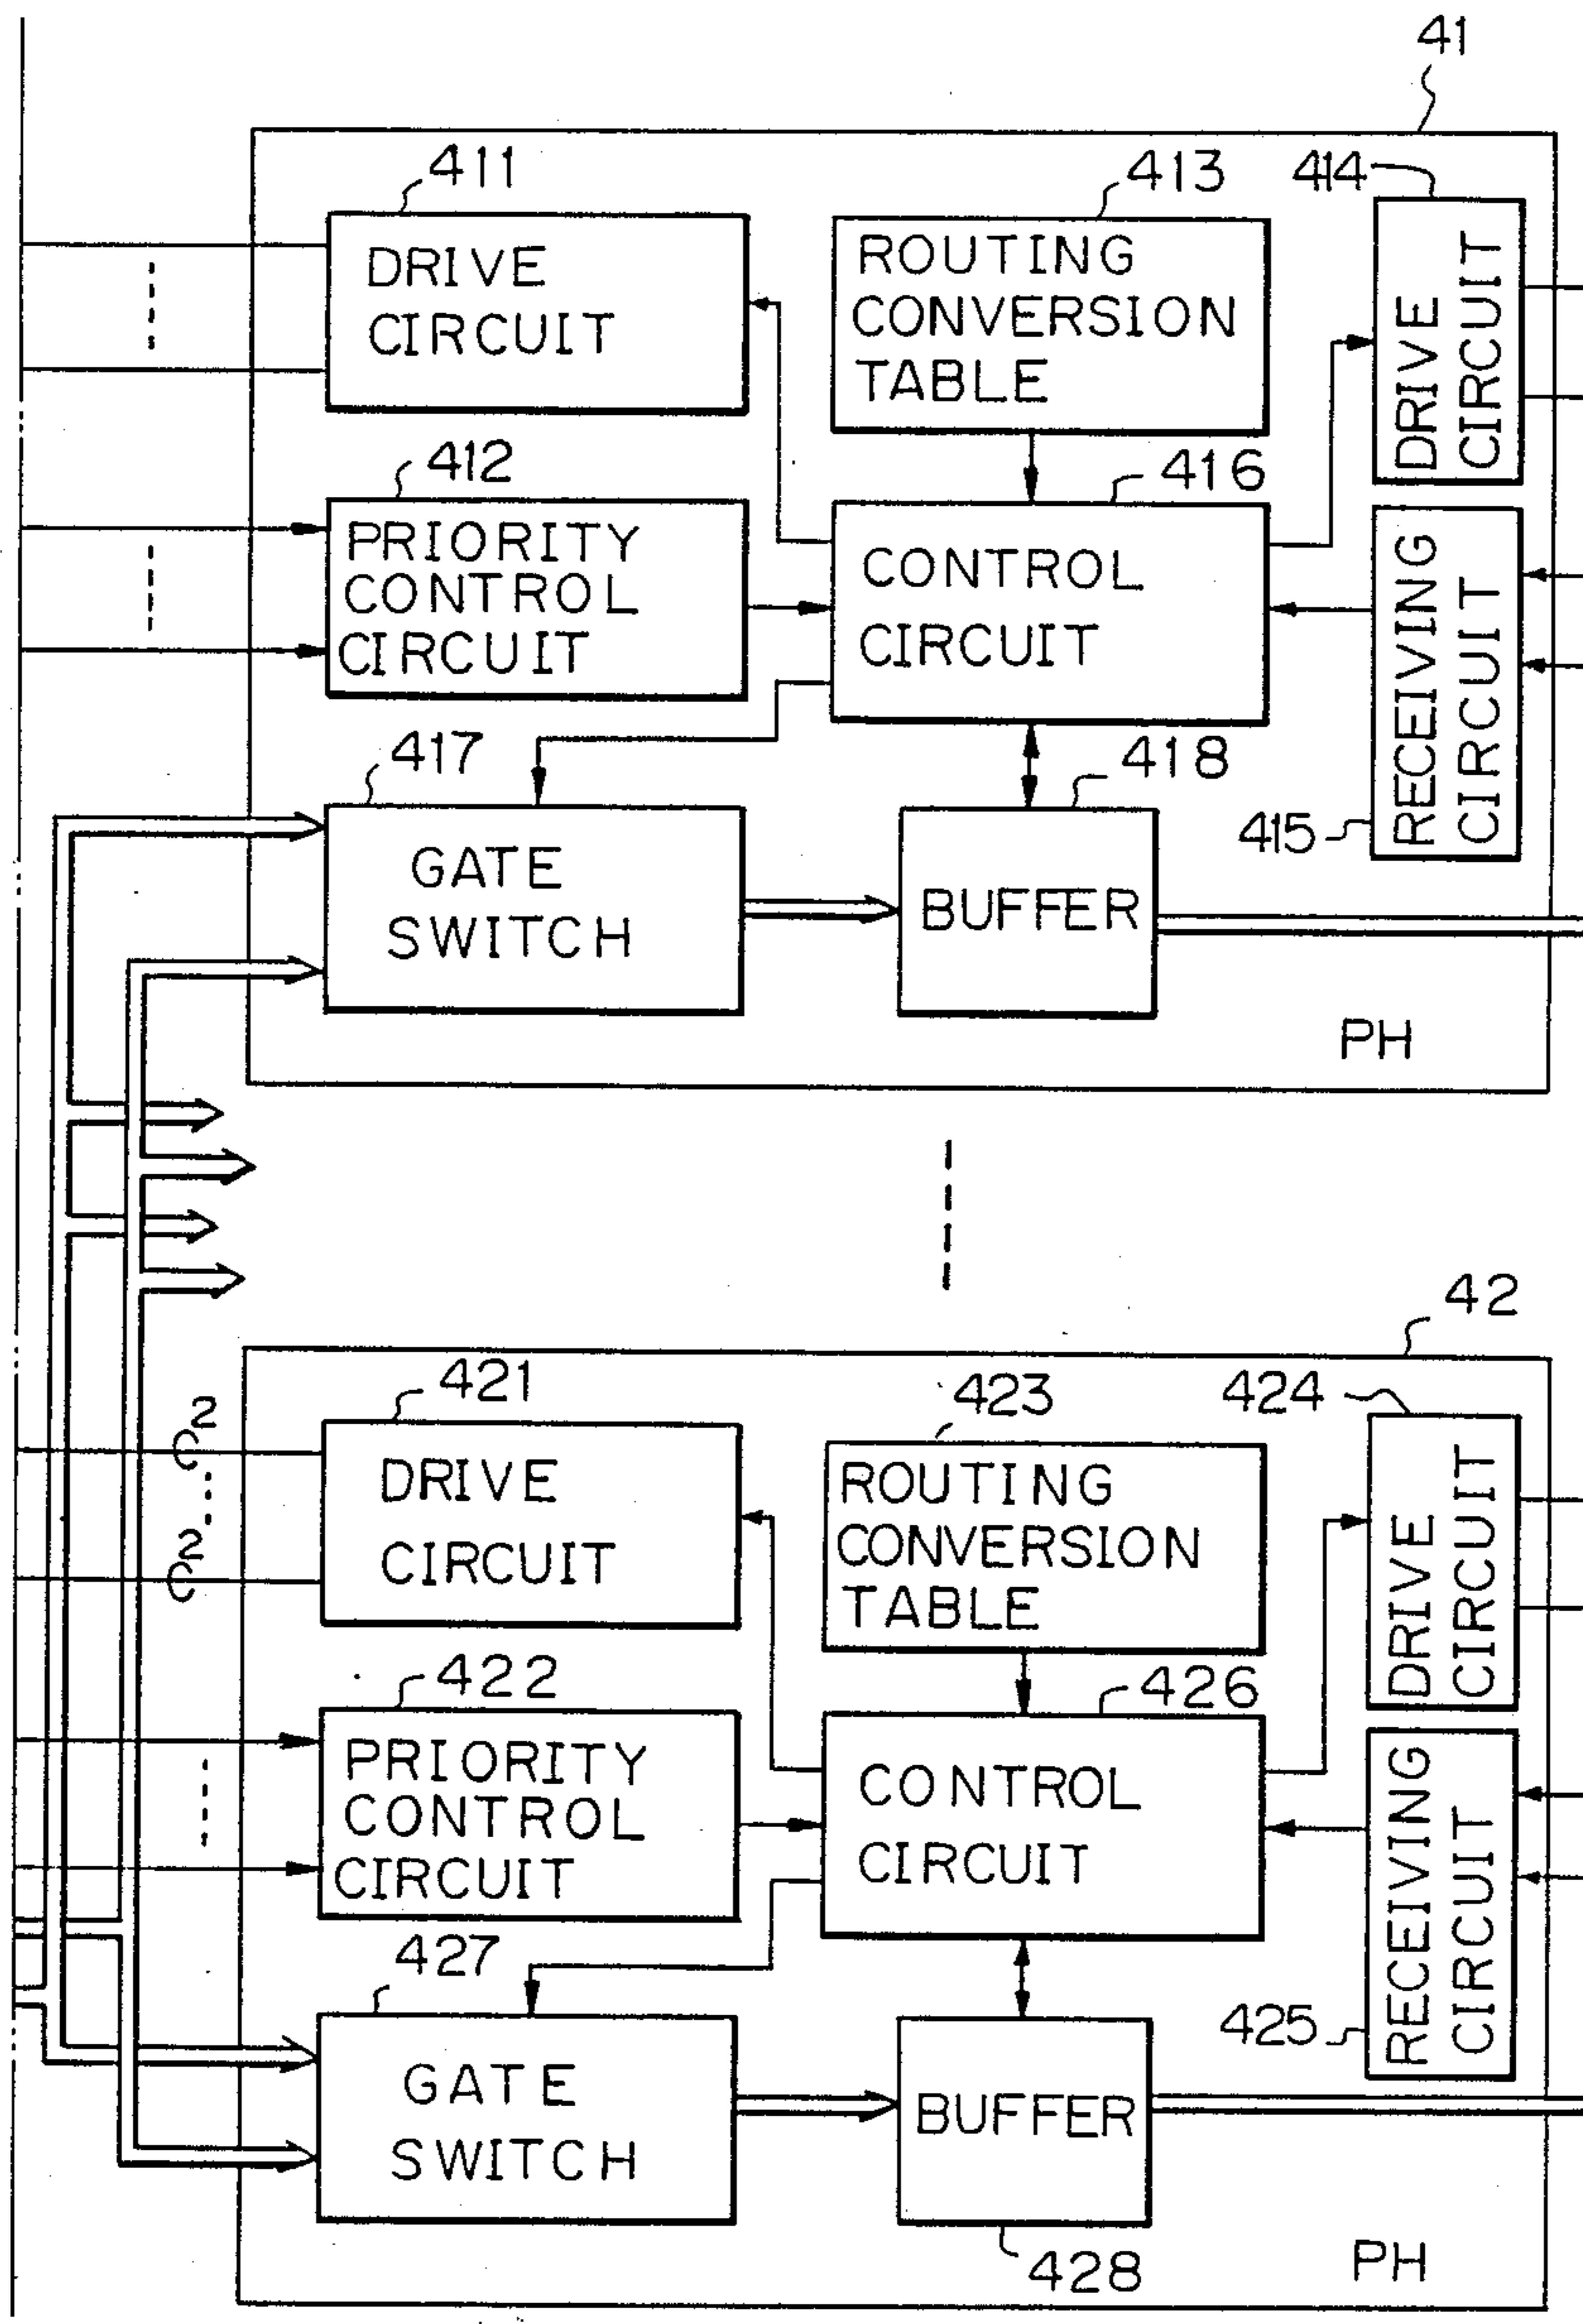 41
411
413
414
DRIVE
CIRCUIT
ROUTING
CONVERSION
TABLE
DRIVE
CIRCUIT
412
416
PRIORITY
CONTROL
CIRCUIT
CONTROL
CIRCUIT
RECEIVING
CIRCUIT
417
418
415
GATE
SWITCH
BUFFER
PH
42
421
423
424
2
2
DRIVE
CIRCUIT
ROUTING
CONVERSION
TABLE
DRIVE
CIRCUIT
422
426
PRIORITY
CONTROL
CIRCUIT
CONTROL
CIRCUIT
RECEIVING
CIRCUIT
427
425
GATE
SWITCH
BUFFER
428
PH